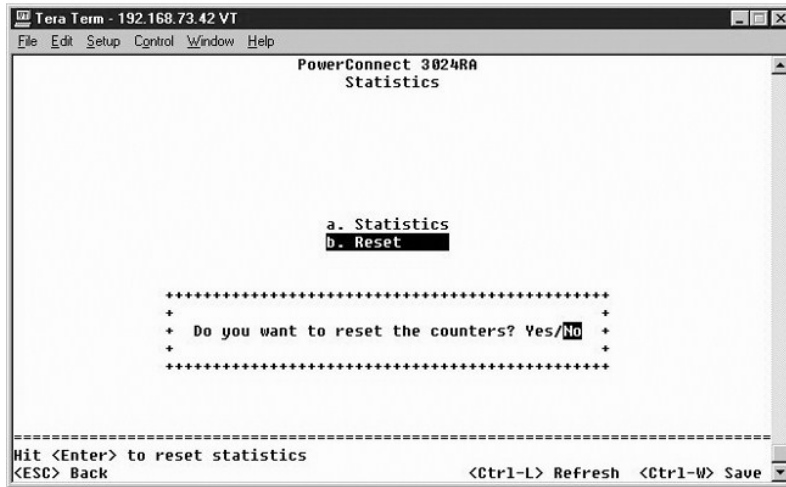 Tera Term - 192.168.73.42 VT
File Edit Setup Control Window Help
PowerConnect 3024RA
Statistics
a. Statistics
b. Reset
+++++++++++++++++++++++++++++++++++++++++++++++
+ +
+ Do you want to reset the counters? Yes/No +
+ +
+++++++++++++++++++++++++++++++++++++++++++++++
================================================================================
Hit <Enter> to reset statistics
<ESC> Back <Ctrl-L> Refresh <Ctrl-W> Save